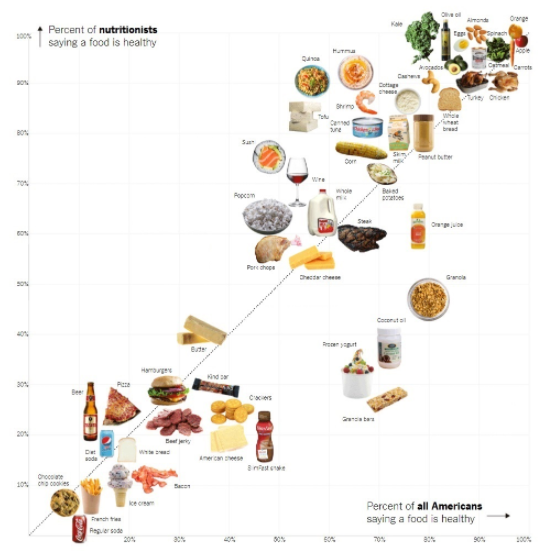 Percent of nutritionists
saying a food is healthy
100%
90%
80%
70%
60%
50%
40%
30%
20%
10%
Kale
Olive oil
Almonds
Orange
Eggs
Spinach
Apple
Avocados
Oatmeal
Carrots
Quinoa
Hummus
Cashews
Cottage
cheese
Turkey
Chicken
Shrimp
Tofu
Canned
tuna
Whole
wheat
bread
Corn
Skim
milk
Peanut butter
Sushi
Wine
Baked
potatoes
Popcorn
Whole
milk
Steak
Orange juice
Pork chops
Cheddar cheese
Granola
Coconut oil
Butter
Frozen yogurt
Granola bars
Hamburgers
Kind bar
Beer
Pizza
Crackers
Beef jerky
American cheese
Diet
soda
White bread
SlimFast shake
Chocolate
chip cookies
Bacon
Ice cream
French fries
Regular soda
Percent of all Americans
saying a food is healthy
20%
30%
40%
50%
60%
70%
80%
90%
100%